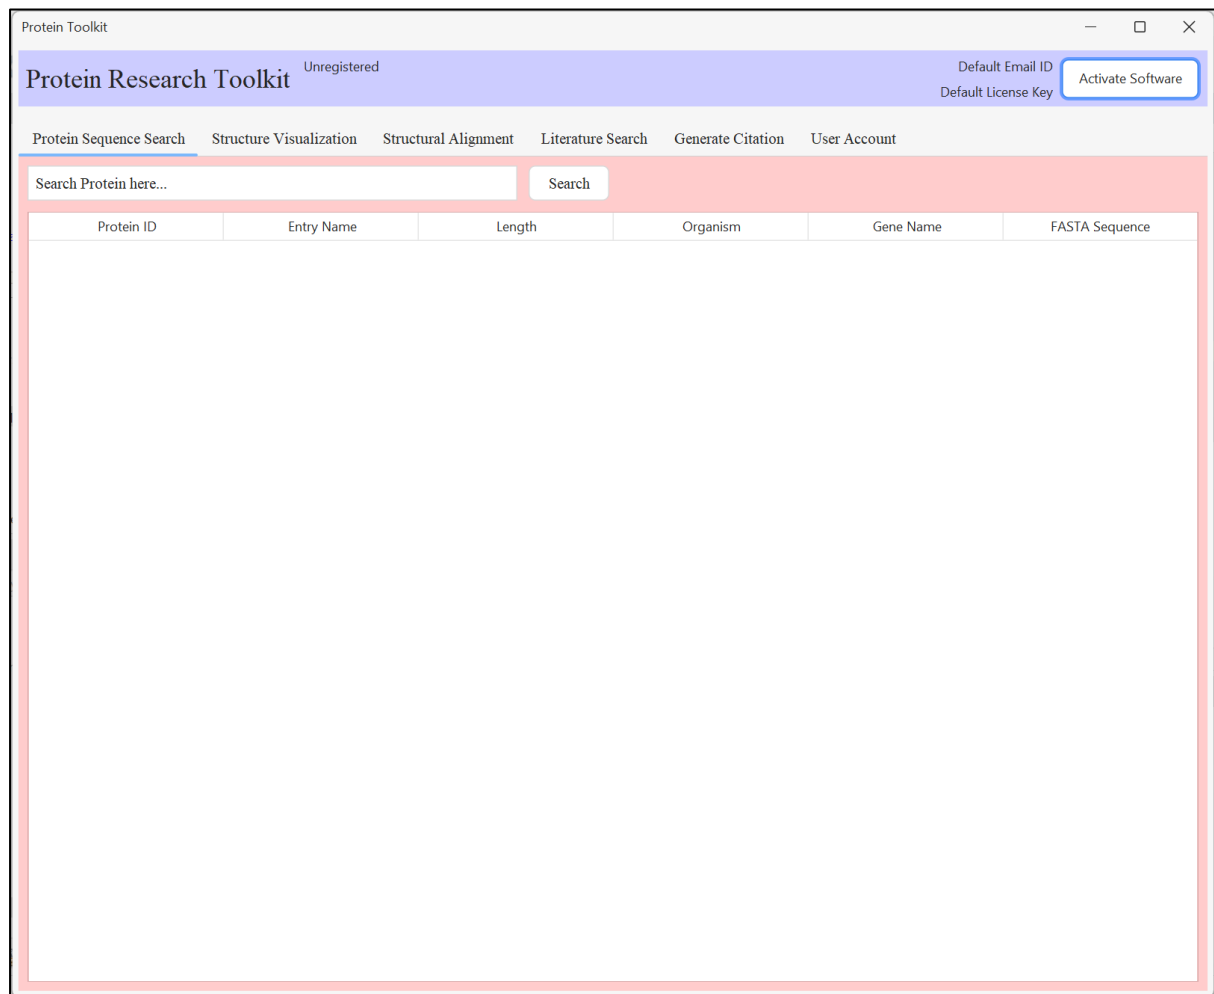 Protein Toolkit
Protein Research Toolkit
Unregistered
Default Email ID
Default License Key
Activate Software
Protein Sequence Search
Structure Visualization
Structural Alignment
Literature Search
Generate Citation
User Account
Search Protein here...
Search
Protein ID
Entry Name
Length
Organism
Gene Name
FASTA Sequence